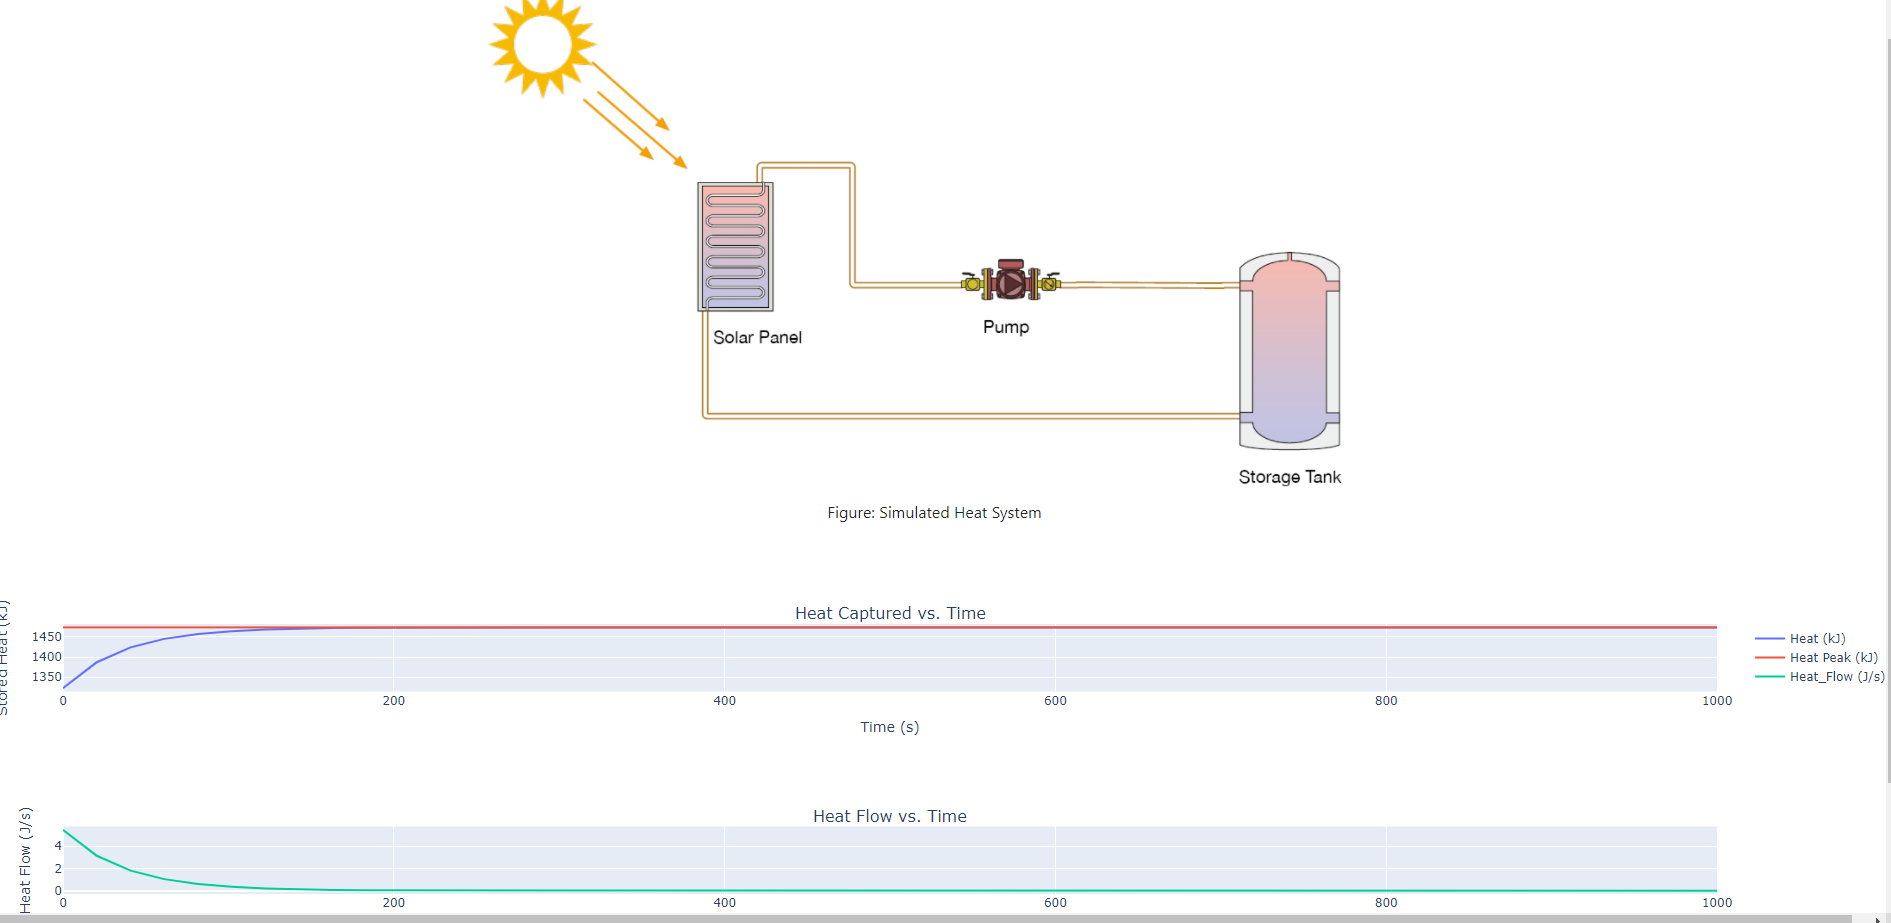 Solar Panel
Pump
Storage Tank
Figure: Simulated Heat System
Heat Captured vs. Time
Stored Heat (kJ)
1450
1400
1350
0 200 400 600 800 1000
Time (s)
Heat (kJ)
Heat Peak (kJ)
Heat_Flow (J/s)
Heat Flow vs. Time
Heat Flow (J/s)
4
2
0
0 200 400 600 800 1000